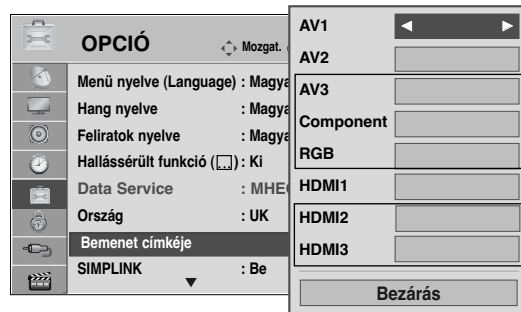 OPCIÓ
Mozgat.
Menü nyelve (Language) : Magya
Hang nyelve : Magya
Feliratok nyelve : Magya
Hallássérült funkció ( ) : Ki
Data Service : MHE
Ország : UK
Bemenet címkéje
SIMPLINK : Be
AV1
AV2
AV3
Component
RGB
HDMI1
HDMI2
HDMI3
Bezárás